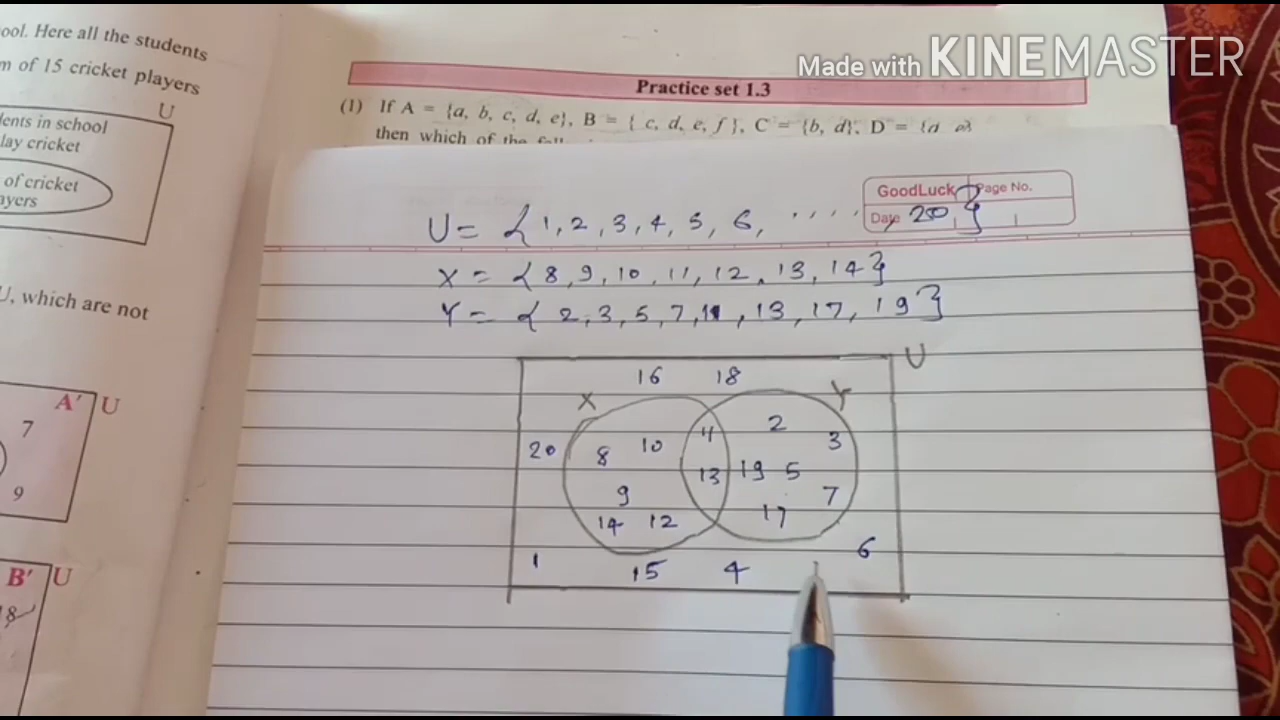 Made with KINEMASTER
ool. Here all the students
m of 15 cricket players
U
dents in school
lay cricket
of cricket
ayers
U, which are not
A' U
7
9
B' U
18
Practice set 1.3
(1) If A = {a, b, c, d, e}, B = { c, d, e, f }, C = {b, d}, D = {a, e}
then which of the
GoodLuck Page No.
Date
U = { 1, 2, 3, 4, 5, 6, ...., 20 }
X = { 8, 9, 10, 11, 12, 13, 14 }
Y = { 2, 3, 5, 7, 11, 13, 17, 19 }
U
16 18
X Y
20 8 10 11 2 3
13 19 5
9 7
14 12 17
1 15 4 6